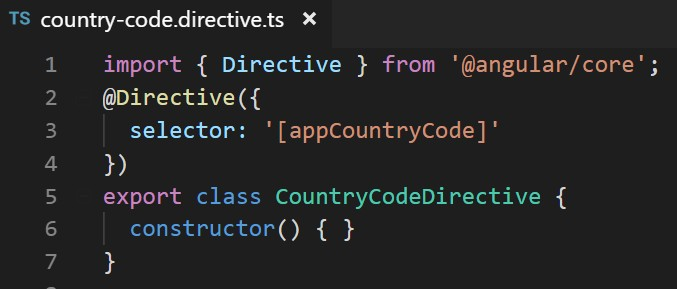 TS country-code.directive.ts ×
1 import { Directive } from '@angular/core';
2 @Directive({
3   selector: '[appCountryCode]'
4 })
5 export class CountryCodeDirective {
6   constructor() { }
7 }